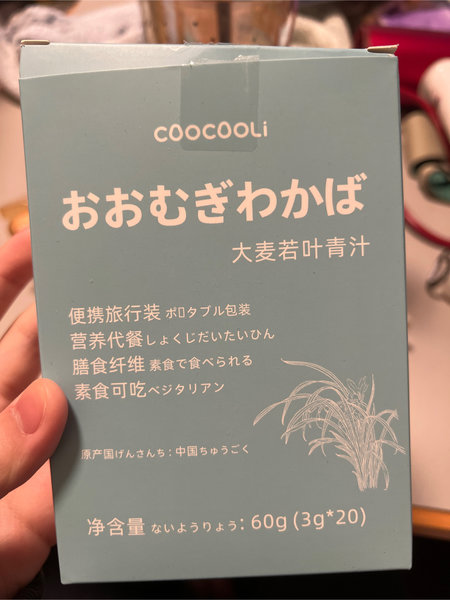 COOCOOLi
おおむぎわかば
大麦若叶青汁
便携旅行装 ポ▯タブル包装
营养代餐 しょくじだいたいひん
膳食纤维 素食で食べられる
素食可吃 ベジタリアン
原产国げんさんち：中国ちゅうごく
净含量 ないようりょう: 60g (3g*20)